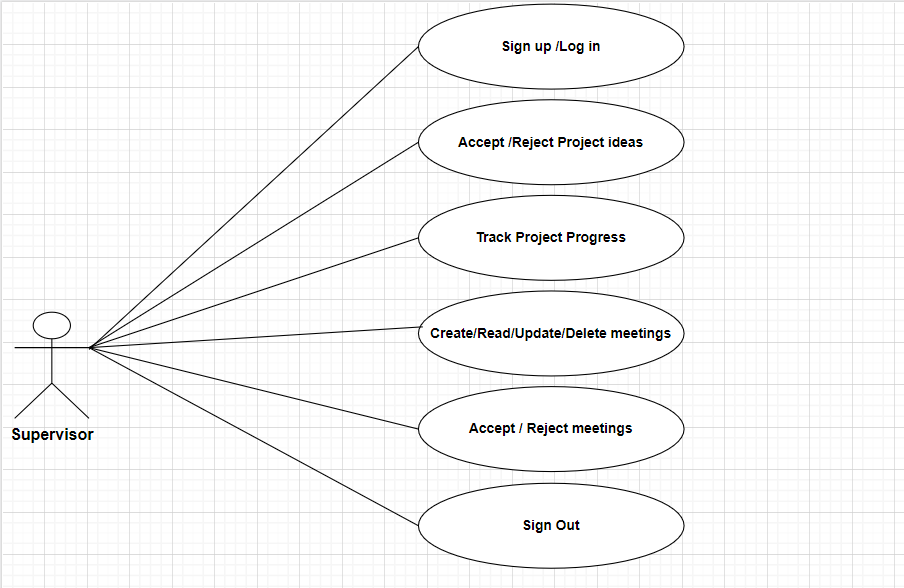 Sign up /Log in
Accept /Reject Project ideas
Track Project Progress
Create/Read/Update/Delete meetings
Accept / Reject meetings
Supervisor
Sign Out